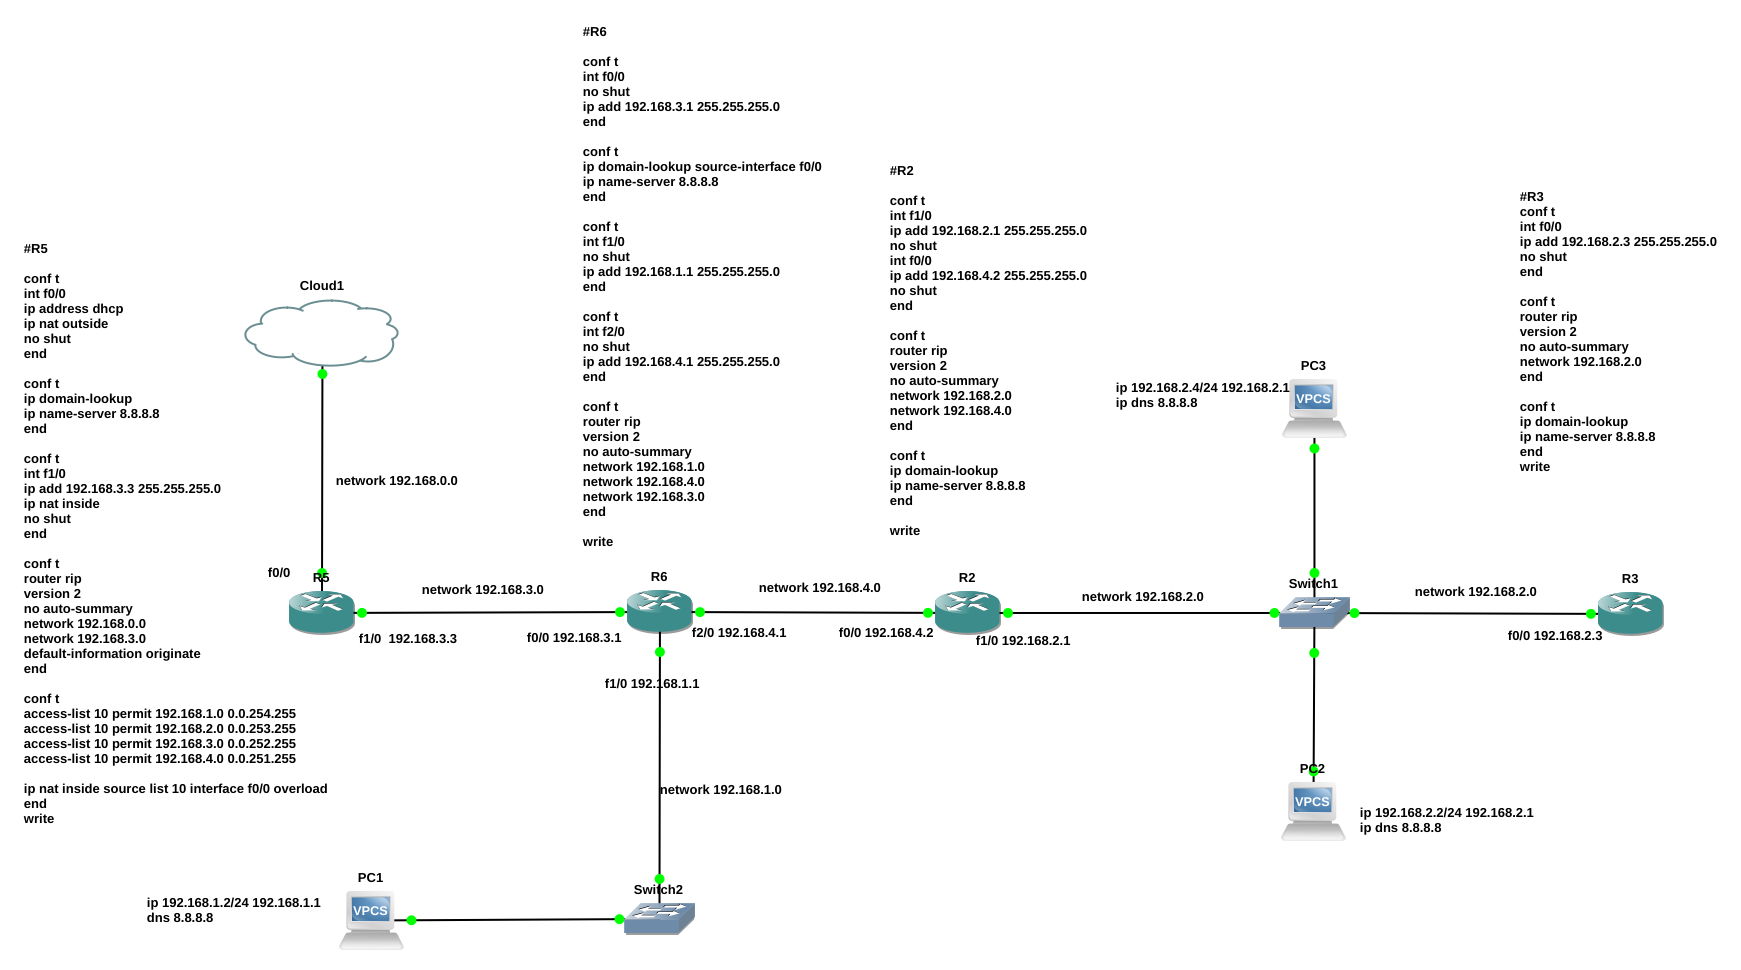 #R6
conf t
int f0/0
no shut
ip add 192.168.3.1 255.255.255.0
end
conf t
ip domain-lookup source-interface f0/0
ip name-server 8.8.8.8
end
conf t
int f1/0
no shut
ip add 192.168.1.1 255.255.255.0
end
conf t
int f2/0
no shut
ip add 192.168.4.1 255.255.255.0
end
conf t
router rip
version 2
no auto-summary
network 192.168.1.0
network 192.168.4.0
network 192.168.3.0
end
write
#R2
conf t
int f1/0
ip add 192.168.2.1 255.255.255.0
no shut
int f0/0
ip add 192.168.4.2 255.255.255.0
no shut
end
conf t
router rip
version 2
no auto-summary
network 192.168.2.0
network 192.168.4.0
end
conf t
ip domain-lookup
ip name-server 8.8.8.8
end
write
#R3
conf t
int f0/0
ip add 192.168.2.3 255.255.255.0
no shut
end
conf t
router rip
version 2
no auto-summary
network 192.168.2.0
end
conf t
ip domain-lookup
ip name-server 8.8.8.8
end
write
#R5
conf t
int f0/0
ip address dhcp
ip nat outside
no shut
end
conf t
ip domain-lookup
ip name-server 8.8.8.8
end
conf t
int f1/0
ip add 192.168.3.3 255.255.255.0
ip nat inside
no shut
end
conf t
router rip
version 2
no auto-summary
network 192.168.0.0
network 192.168.3.0
default-information originate
end
conf t
access-list 10 permit 192.168.1.0 0.0.254.255
access-list 10 permit 192.168.2.0 0.0.253.255
access-list 10 permit 192.168.3.0 0.0.252.255
access-list 10 permit 192.168.4.0 0.0.251.255
ip nat inside source list 10 interface f0/0 overload
end
write
Cloud1
network 192.168.0.0
f0/0
R5
network 192.168.3.0
f1/0 192.168.3.3
f0/0 192.168.3.1
R6
f2/0 192.168.4.1
network 192.168.4.0
f0/0 192.168.4.2
R2
f1/0 192.168.2.1
network 192.168.2.0
PC3
ip 192.168.2.4/24 192.168.2.1
ip dns 8.8.8.8
VPCS
Switch1
network 192.168.2.0
R3
f0/0 192.168.2.3
f1/0 192.168.1.1
network 192.168.1.0
PC2
VPCS
ip 192.168.2.2/24 192.168.2.1
ip dns 8.8.8.8
PC1
ip 192.168.1.2/24 192.168.1.1
dns 8.8.8.8
VPCS
Switch2